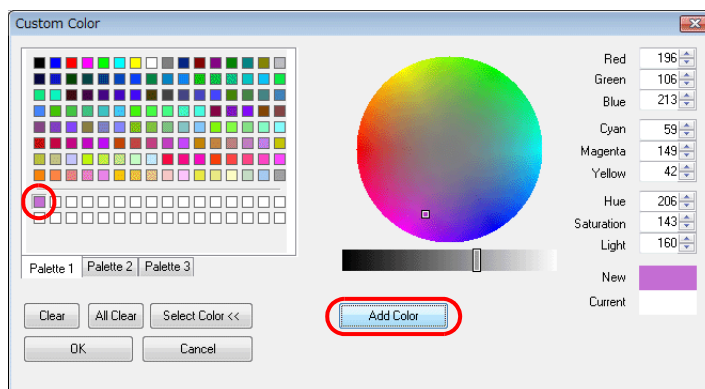 Custom Color
Red 196
Green 106
Blue 213
Cyan 59
Magenta 149
Yellow 42
Hue 206
Saturation 143
Light 160
New
Current
Palette 1 Palette 2 Palette 3
Clear All Clear Select Color << Add Color
OK Cancel